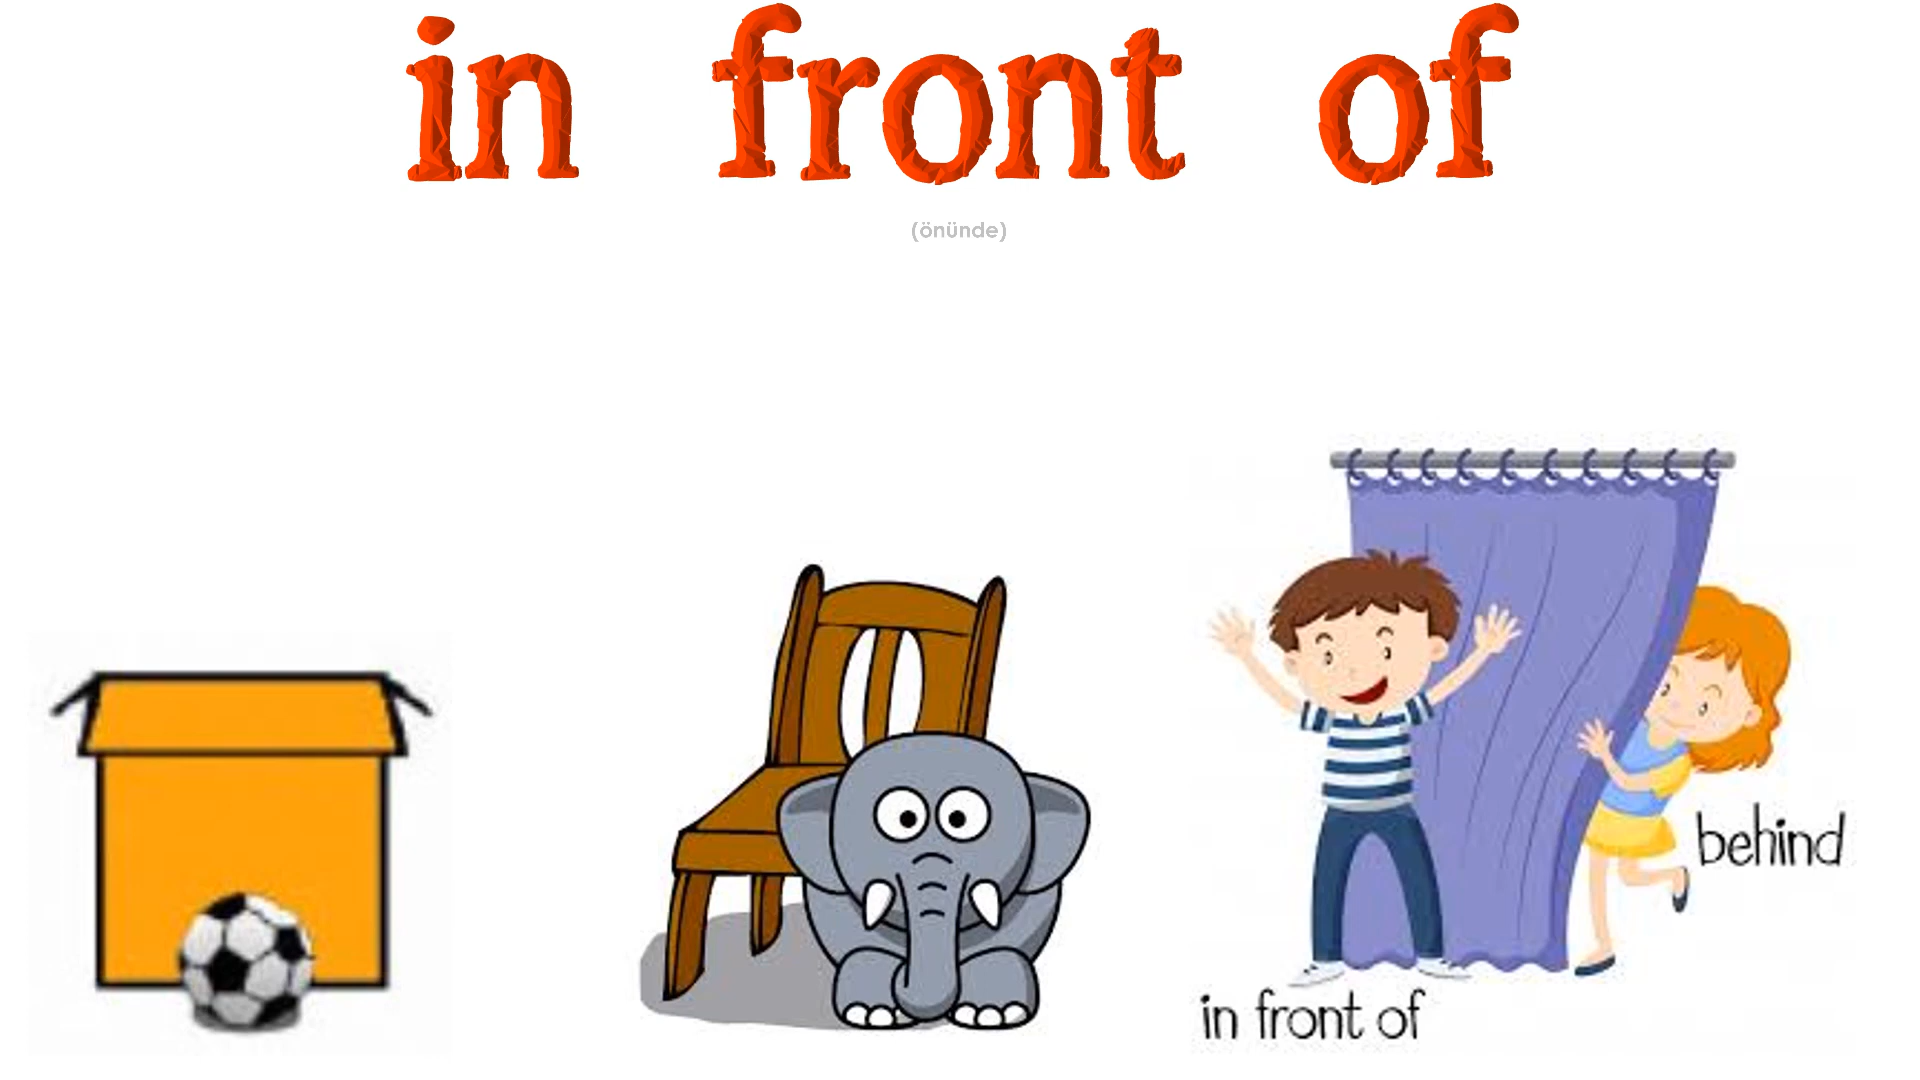 in front of
(önünde)
behind
in front of